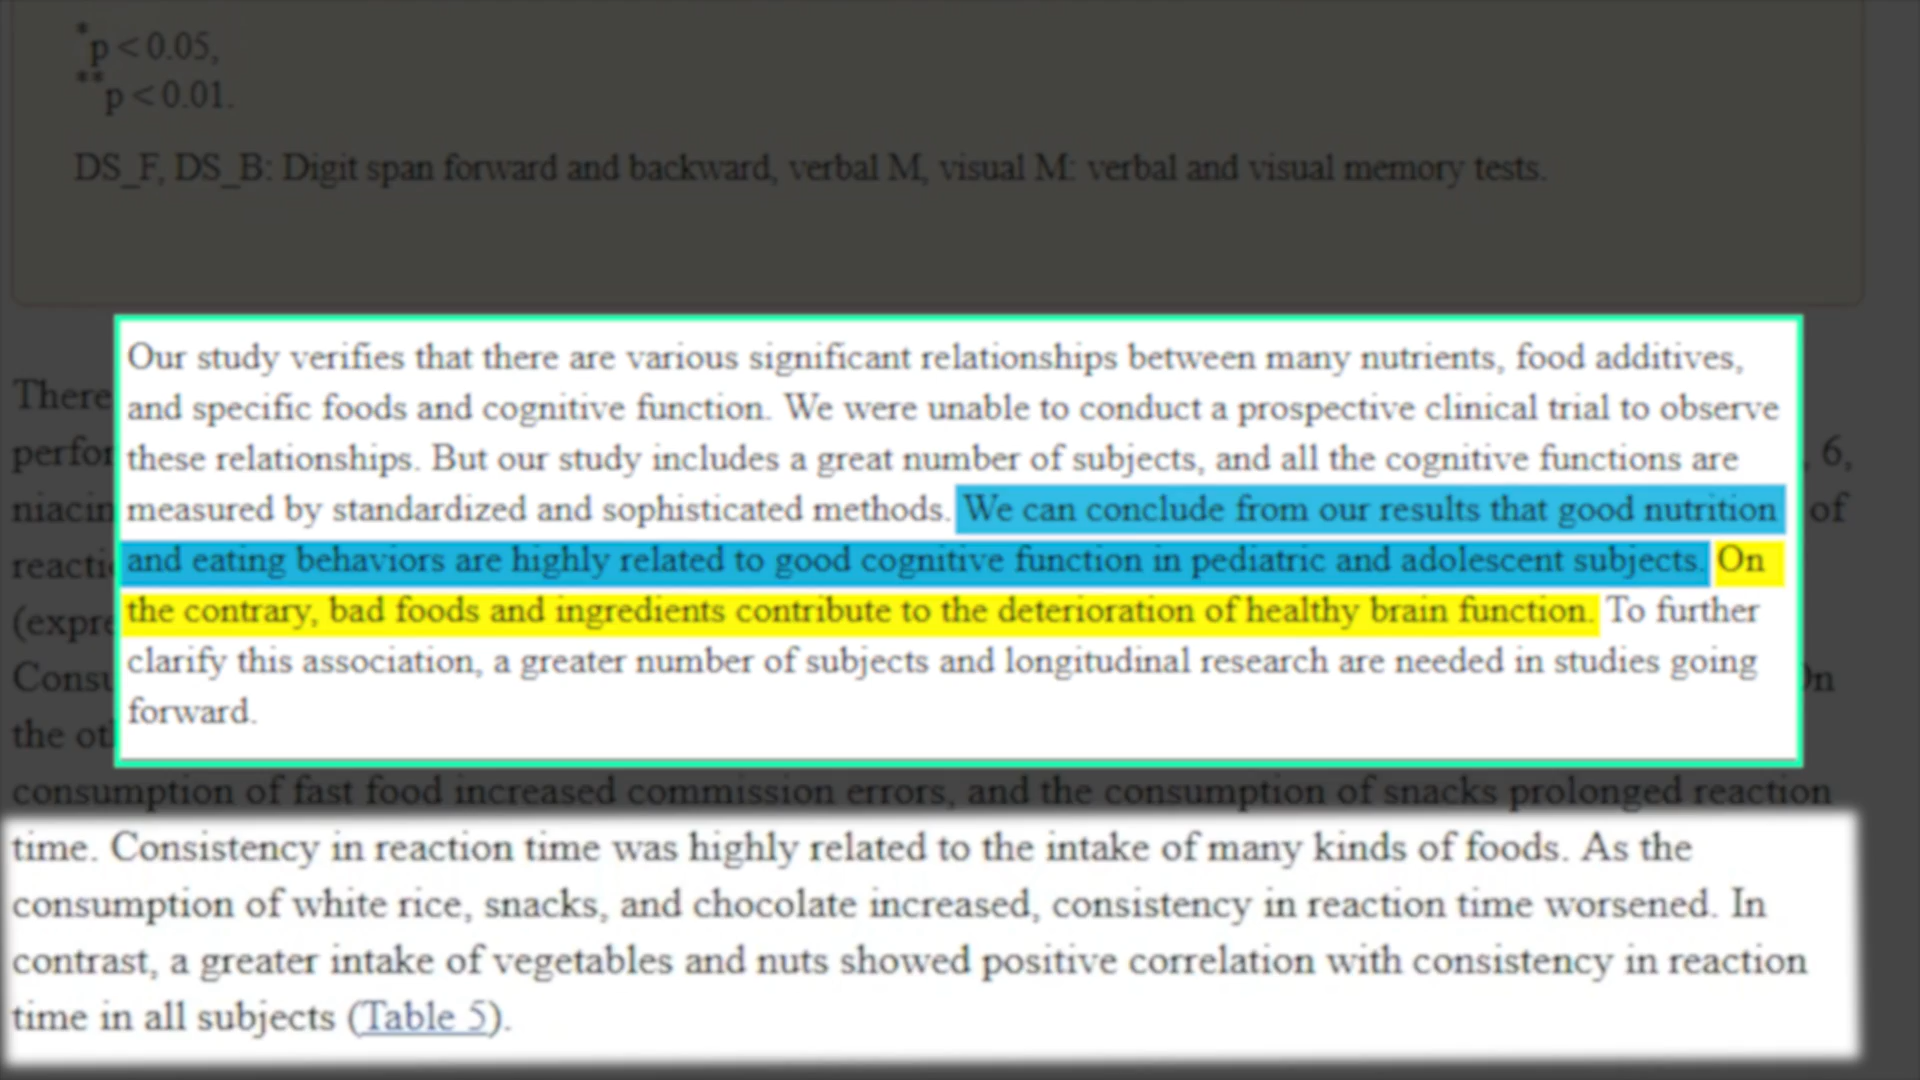 *p < 0.05,
**p < 0.01.
DS_F, DS_B: Digit span forward and backward, verbal M, visual M: verbal and visual memory tests.
Our study verifies that there are various significant relationships between many nutrients, food additives,
and specific foods and cognitive function. We were unable to conduct a prospective clinical trial to observe
these relationships. But our study includes a great number of subjects, and all the cognitive functions are
measured by standardized and sophisticated methods. We can conclude from our results that good nutrition
and eating behaviors are highly related to good cognitive function in pediatric and adolescent subjects. On
the contrary, bad foods and ingredients contribute to the deterioration of healthy brain function. To further
clarify this association, a greater number of subjects and longitudinal research are needed in studies going
forward.
There
, 6,
of
the
consumption of fast food increased commission errors, and the consumption of snacks prolonged reaction
time. Consistency in reaction time was highly related to the intake of many kinds of foods. As the
consumption of white rice, snacks, and chocolate increased, consistency in reaction time worsened. In
contrast, a greater intake of vegetables and nuts showed positive correlation with consistency in reaction
time in all subjects (Table 5).